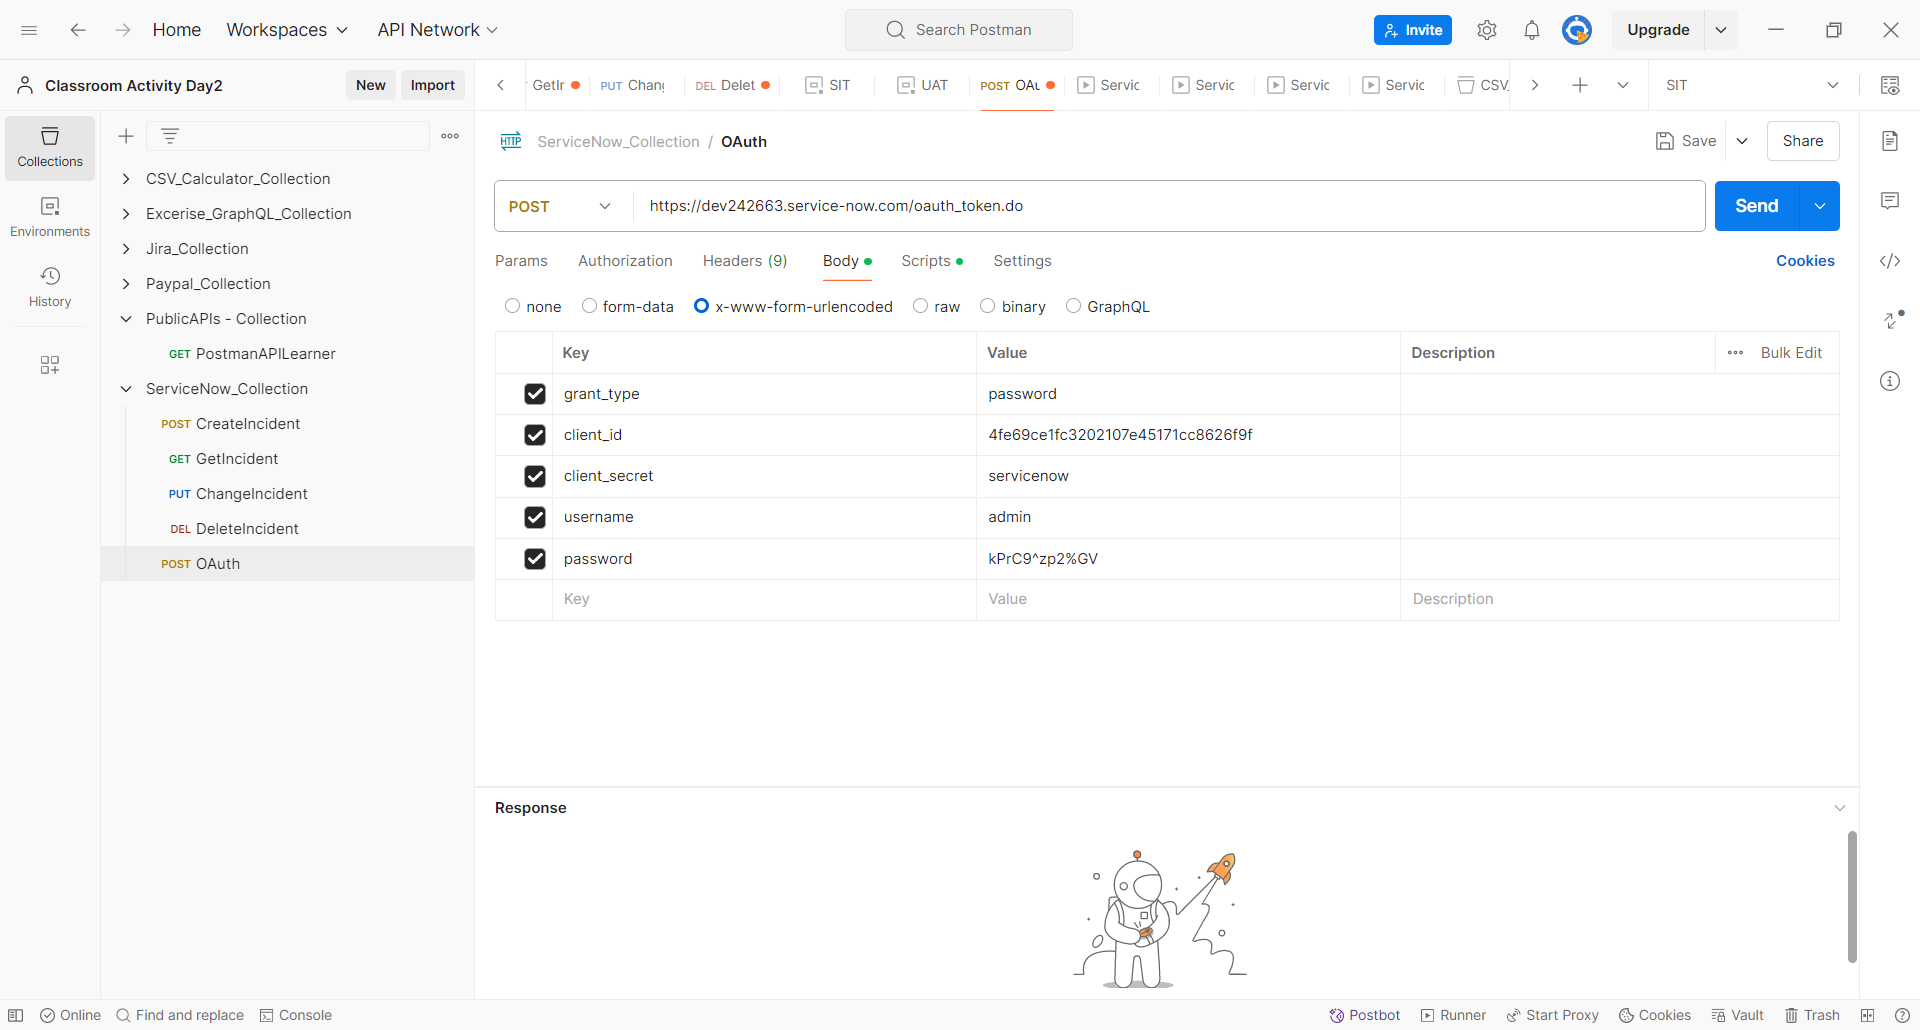 Home
Workspaces
API Network
Search Postman
Invite
Upgrade
Classroom Activity Day2
New
Import
GetIr
PUT Chang
DEL Delet
SIT
UAT
POST OAu
Servic
Servic
Servic
Servic
CSV_
SIT
Collections
Environments
History
CSV_Calculator_Collection
Excerise_GraphQL_Collection
Jira_Collection
Paypal_Collection
PublicAPIs - Collection
GET PostmanAPILearner
ServiceNow_Collection
POST CreateIncident
GET GetIncident
PUT ChangeIncident
DEL DeleteIncident
POST OAuth
HTTP ServiceNow_Collection / OAuth
Save
Share
POST
https://dev242663.service-now.com/oauth_token.do
Send
Params
Authorization
Headers (9)
Body
Scripts
Settings
Cookies
none
form-data
x-www-form-urlencoded
raw
binary
GraphQL
Key Value Description
Bulk Edit
grant_type password
client_id 4fe69ce1fc3202107e45171cc8626f9f
client_secret servicenow
username admin
password kPrC9^zp2%GV
Key Value Description
Response
Online
Find and replace
Console
Postbot
Runner
Start Proxy
Cookies
Vault
Trash